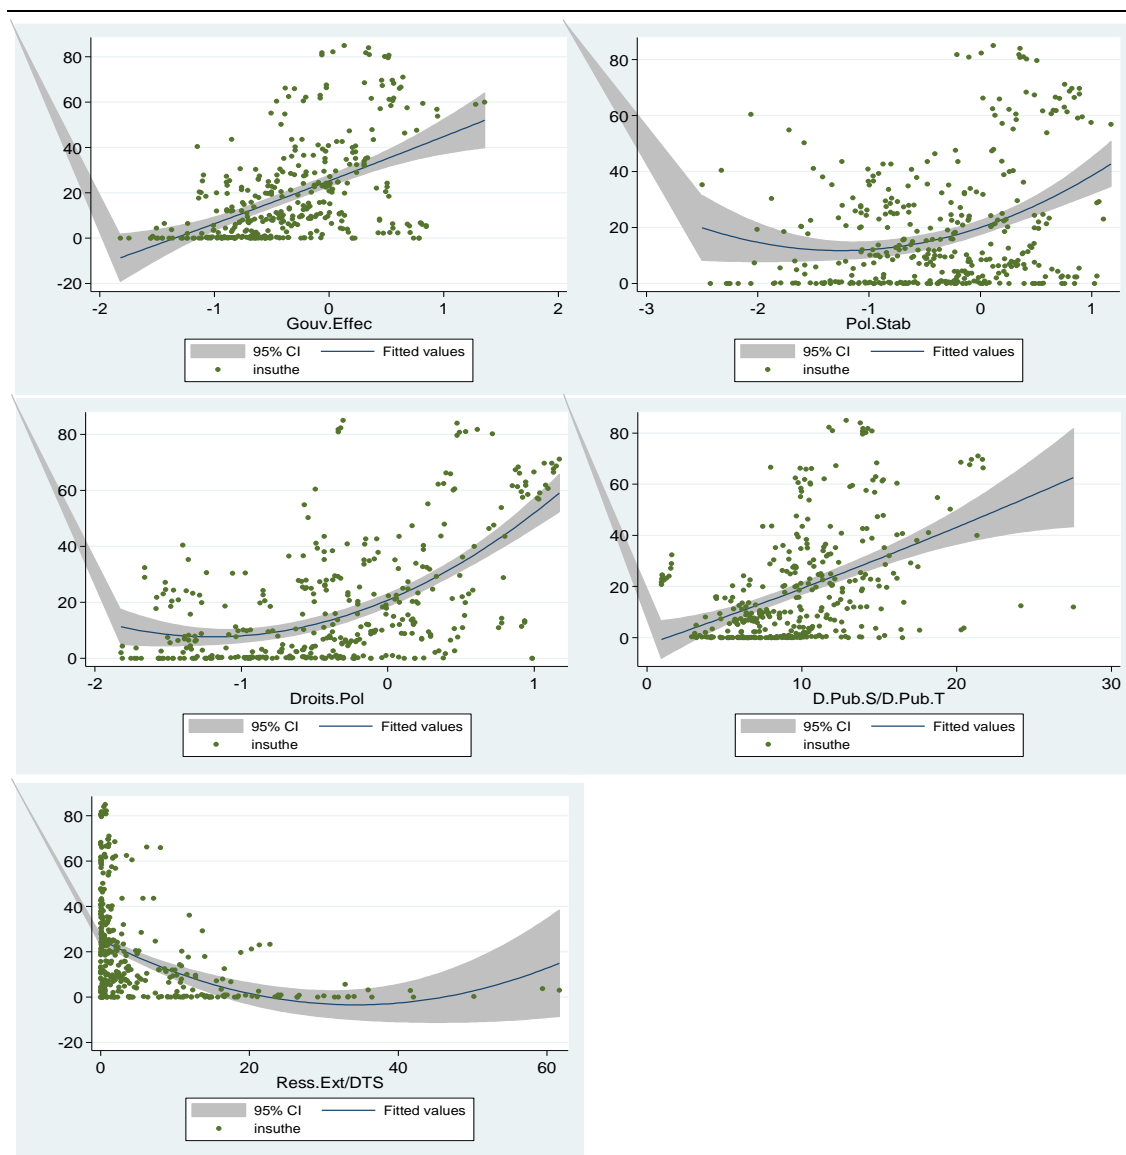 80
60
40
20
0
-20
-2 -1 0 1 2
Gouv.Effec
95% CI Fitted values
insuthe
80
60
40
20
0
-3 -2 -1 0 1
Pol.Stab
95% CI Fitted values
insuthe
80
60
40
20
0
-2 -1 0 1
Droits.Pol
95% CI Fitted values
insuthe
80
60
40
20
0
0 10 20 30
D.Pub.S/D.Pub.T
95% CI Fitted values
insuthe
80
60
40
20
0
-20
0 20 40 60
Ress.Ext/DTS
95% CI Fitted values
insuthe